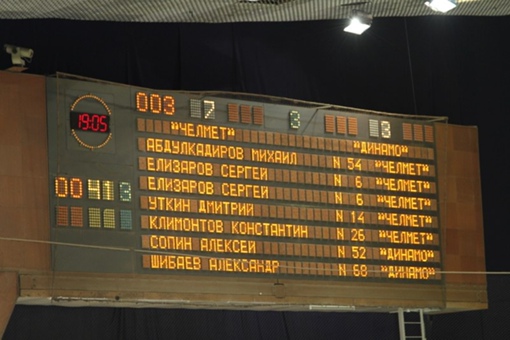 003 7 3 3
19:05
"ЧЕЛМЕТ" "ДИНАМО"
АБДУЛКАДИРОВ МИХАИЛ N 54 "ЧЕЛМЕТ"
ЕЛИЗАРОВ СЕРГЕЙ N 6 "ЧЕЛМЕТ"
00 41 3
ЕЛИЗАРОВ СЕРГЕЙ N 6 "ЧЕЛМЕТ"
УТКИН ДМИТРИЙ N 14 "ЧЕЛМЕТ"
КЛИМОНТОВ КОНСТАНТИН N 26 "ЧЕЛМЕТ"
СОПИН АЛЕКСЕЙ N 52 "ДИНАМО"
ШИБАЕВ АЛЕКСАНДР N 68 "ДИНАМО"